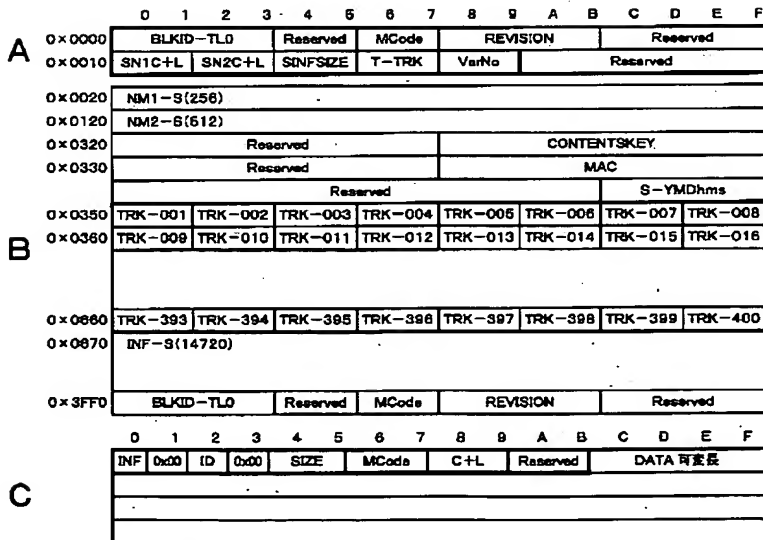 0 1 2 3 4 5 6 7 8 9 A B C D E F
A
0×0000 BLKID-TL0 Reserved MCode REVISION Reserved
0×0010 SN1C+L SN2C+L SINFSIZE T-TRK VerNo Reserved
0×0020 NM1-S(256)
0×0120 NM2-S(512)
0×0320 Reserved CONTENTSKEY
0×0330 Reserved MAC
Reserved S-YMDhms
0×0350 TRK-001 TRK-002 TRK-003 TRK-004 TRK-005 TRK-006 TRK-007 TRK-008
0×0360 TRK-009 TRK-010 TRK-011 TRK-012 TRK-013 TRK-014 TRK-015 TRK-016
B
0×0660 TRK-393 TRK-394 TRK-395 TRK-396 TRK-397 TRK-398 TRK-399 TRK-400
0×0670 INF-S(14720)
0×3FF0 BLKID-TL0 Reserved MCode REVISION Reserved
0 1 2 3 4 5 6 7 8 9 A B C D E F
INF 0x00 ID 0x00 SIZE MCode C+L Reserved DATA 可変長
C